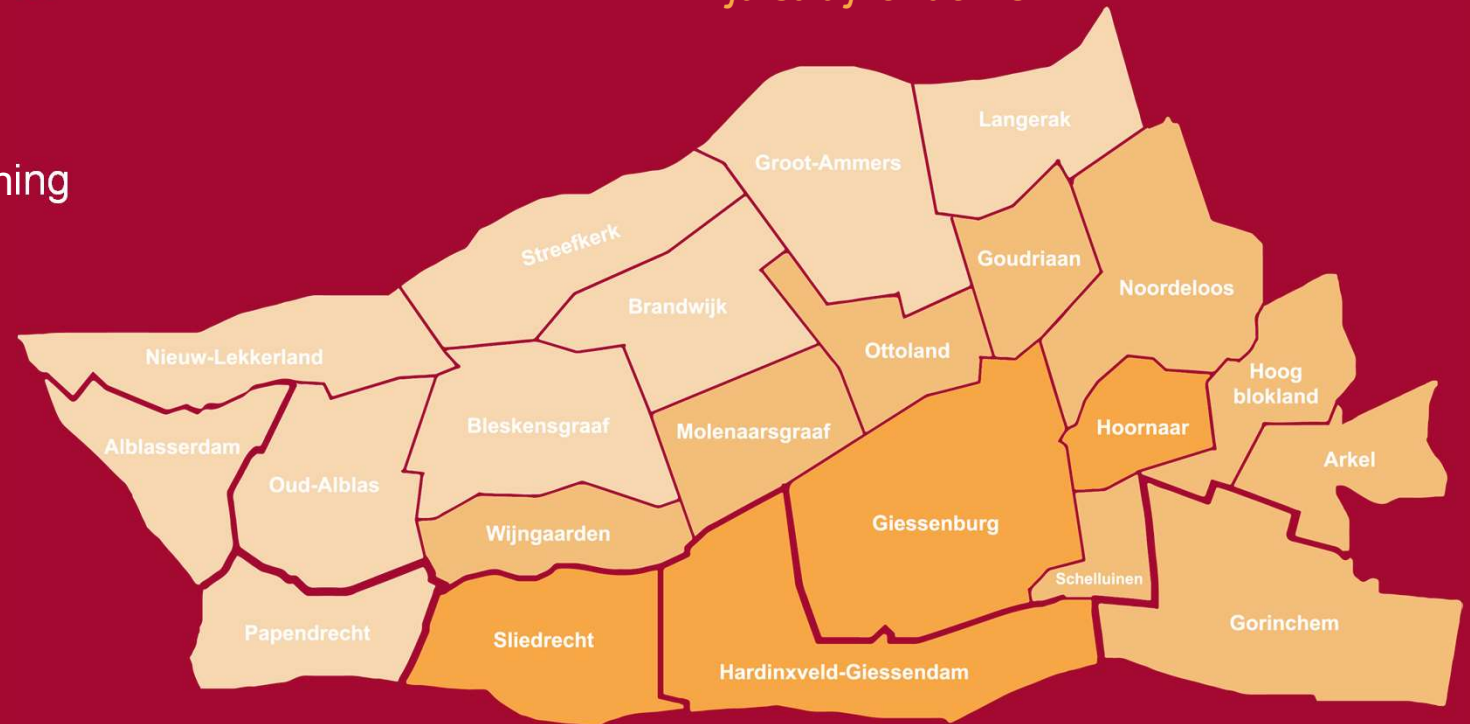 ning
Langerak
Groot-Ammers
Streefkerk
Goudriaan
Noordeloos
Brandwijk
Nieuw-Lekkerland
Ottoland
Hoog
blokland
Bleskensgraaf
Molenaarsgraaf
Hoornaar
Alblasserdam
Arkel
Oud-Alblas
Giessenburg
Wijngaarden
Schelluinen
Gorinchem
Papendrecht
Sliedrecht
Hardinxveld-Giessendam